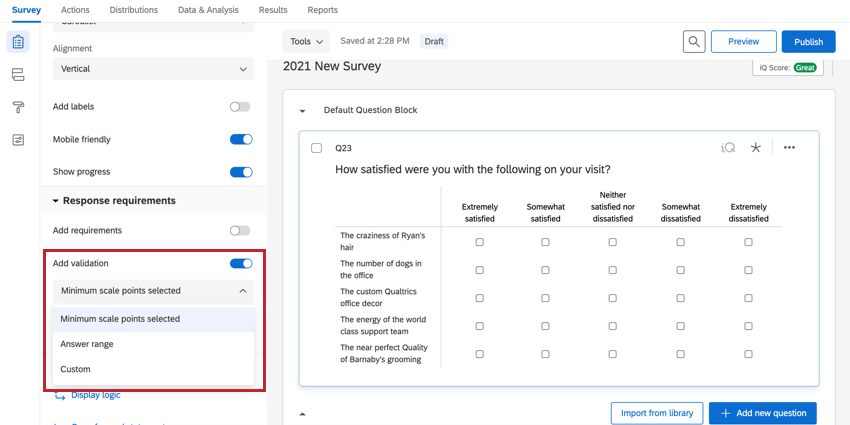 Survey
Actions
Distributions
Data & Analysis
Results
Reports
Alignment
Vertical
Add labels
Mobile friendly
Show progress
Response requirements
Add requirements
Add validation
Minimum scale points selected
Minimum scale points selected
Answer range
Custom
Display logic
Tools
Saved at 2:28 PM
Draft
Preview
Publish
2021 New Survey
iQ Score: Great
Default Question Block
Q23
iQ
How satisfied were you with the following on your visit?
Extremely
satisfied
Somewhat
satisfied
Neither
satisfied nor
dissatisfied
Somewhat
dissatisfied
Extremely
dissatisfied
The craziness of Ryan's
hair
The number of dogs in
the office
The custom Qualtrics
office decor
The energy of the world
class support team
The near perfect Quality
of Barnaby's grooming
Import from library
Add new question